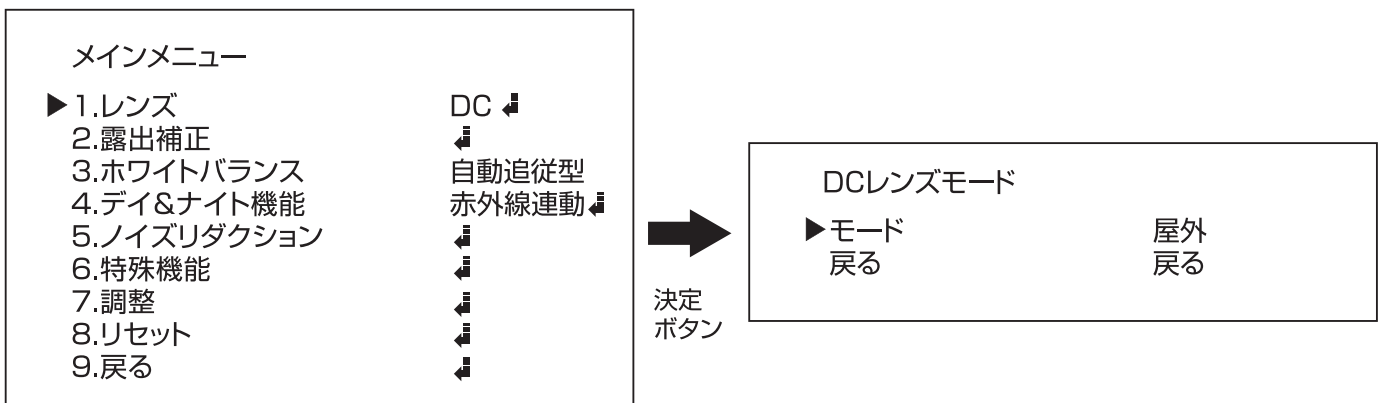 メインメニュー
▶1.レンズ DC ↲
2.露出補正 ↲
3.ホワイトバランス 自動追従型
4.デイ&ナイト機能 赤外線連動↲
5.ノイズリダクション ↲
6.特殊機能 ↲
7.調整 ↲
8.リセット ↲
9.戻る ↲
決定
ボタン
DCレンズモード
▶モード 屋外
戻る 戻る